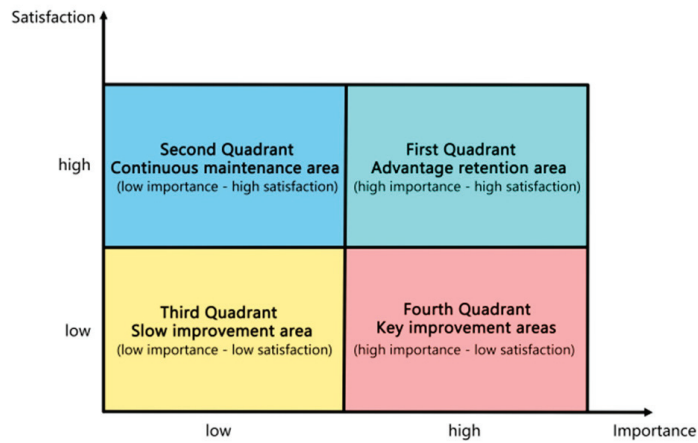 Satisfaction
high
Second Quadrant
Continuous maintenance area
(low importance - high satisfaction)
First Quadrant
Advantage retention area
(high importance - high satisfaction)
low
Third Quadrant
Slow improvement area
(low importance - low satisfaction)
Fourth Quadrant
Key improvement areas
(high importance - low satisfaction)
low
high
Importance